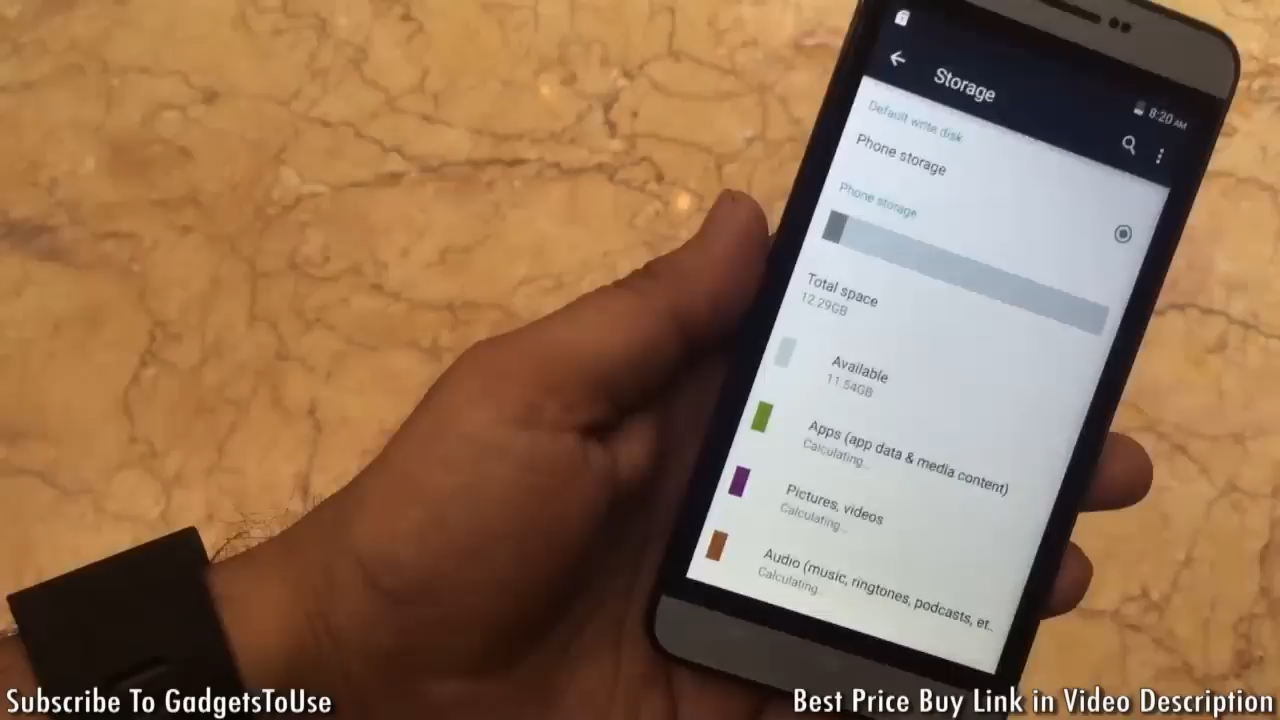 8:20 AM
Storage
Default write disk
Phone storage
Phone storage
Total space
12.29GB
Available
11.54GB
Apps (app data & media content)
Calculating...
Pictures, videos
Calculating...
Audio (music, ringtones, podcasts, et..
Calculating...
Subscribe To GadgetsToUse
Best Price Buy Link in Video Description